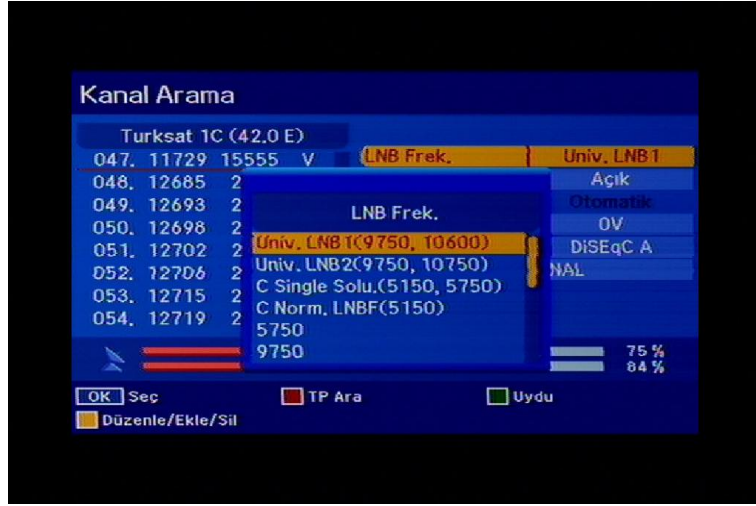 Kanal Arama
Turksat 1C (42.0 E)
047. 11729 15555 V
048. 12685 2
049. 12693 2
050. 12698 2
051. 12702 2
052. 12706 2
053. 12715 2
054. 12719 2
LNB Frek. Univ. LNB1
Açık
Otomatik
0V
DiSEqC A
NAL
LNB Frek.
Univ. LNB1(9750, 10600)
Univ. LNB2(9750, 10750)
C Single Solu.(5150, 5750)
C Norm. LNBF(5150)
5750
9750
75 %
84 %
OK Seç
TP Ara
Uydu
Düzenle/Ekle/Sil